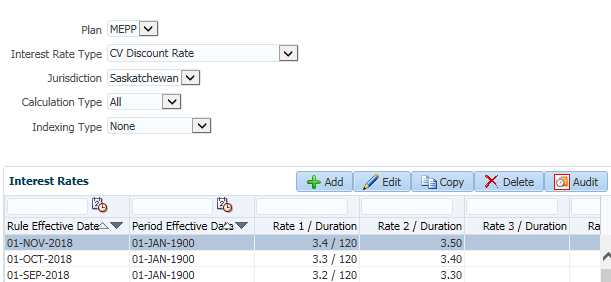 Plan MEPP
Interest Rate Type CV Discount Rate
Jurisdiction Saskatchewan
Calculation Type All
Indexing Type None
Interest Rates Add Edit Copy Delete Audit
Rule Effective Date Period Effective Date Rate 1 / Duration Rate 2 / Duration Rate 3 / Duration Ra
01-NOV-2018 01-JAN-1900 3.4 / 120 3.50
01-OCT-2018 01-JAN-1900 3.3 / 120 3.40
01-SEP-2018 01-JAN-1900 3.2 / 120 3.30